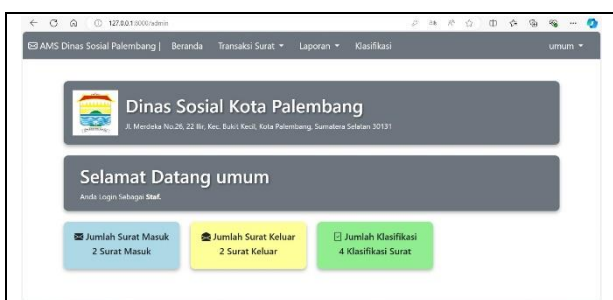 127.0.0.1:8000/admin
AMS Dinas Sosial Palembang | Beranda Transaksi Surat Laporan Klasifikasi umum
Dinas Sosial Kota Palembang
Jl. Merdeka No.26, 22 Ilir, Kec. Bukit Kecil, Kota Palembang, Sumatera Selatan 30131
Selamat Datang umum
Anda Login Sebagai Staf.
Jumlah Surat Masuk
2 Surat Masuk
Jumlah Surat Keluar
2 Surat Keluar
Jumlah Klasifikasi
4 Klasifikasi Surat